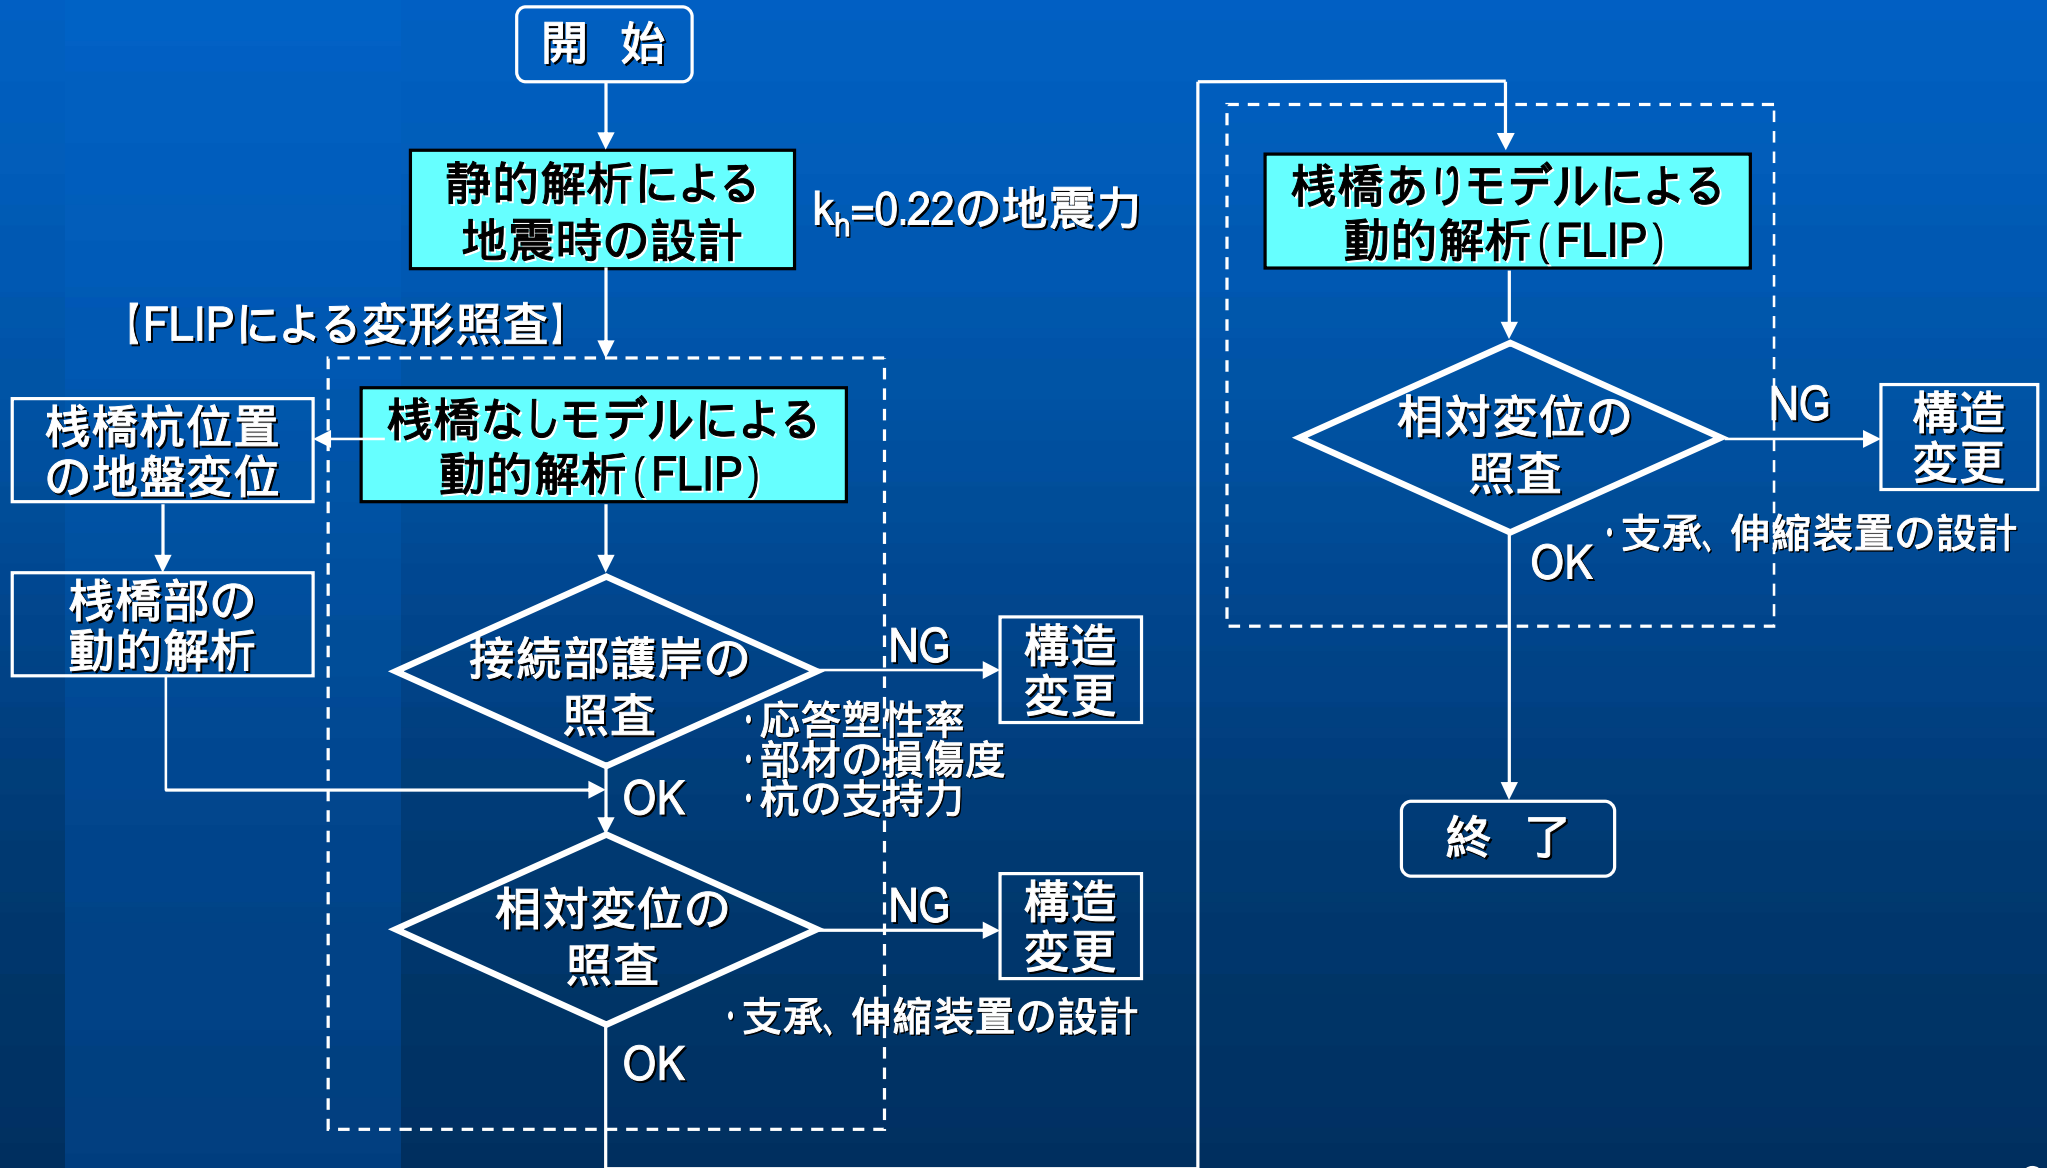 開 始
静的解析による
地震時の設計
kh=0.22の地震力
【FLIPによる変形照査】
桟橋なしモデルによる
動的解析(FLIP)
桟橋杭位置
の地盤変位
桟橋部の
動的解析
接続部護岸の
照査
NG
構造
変更
・応答塑性率
・部材の損傷度
・杭の支持力
OK
相対変位の
照査
NG
構造
変更
・支承、伸縮装置の設計
OK
桟橋ありモデルによる
動的解析(FLIP)
相対変位の
照査
NG
構造
変更
・支承、伸縮装置の設計
OK
終 了